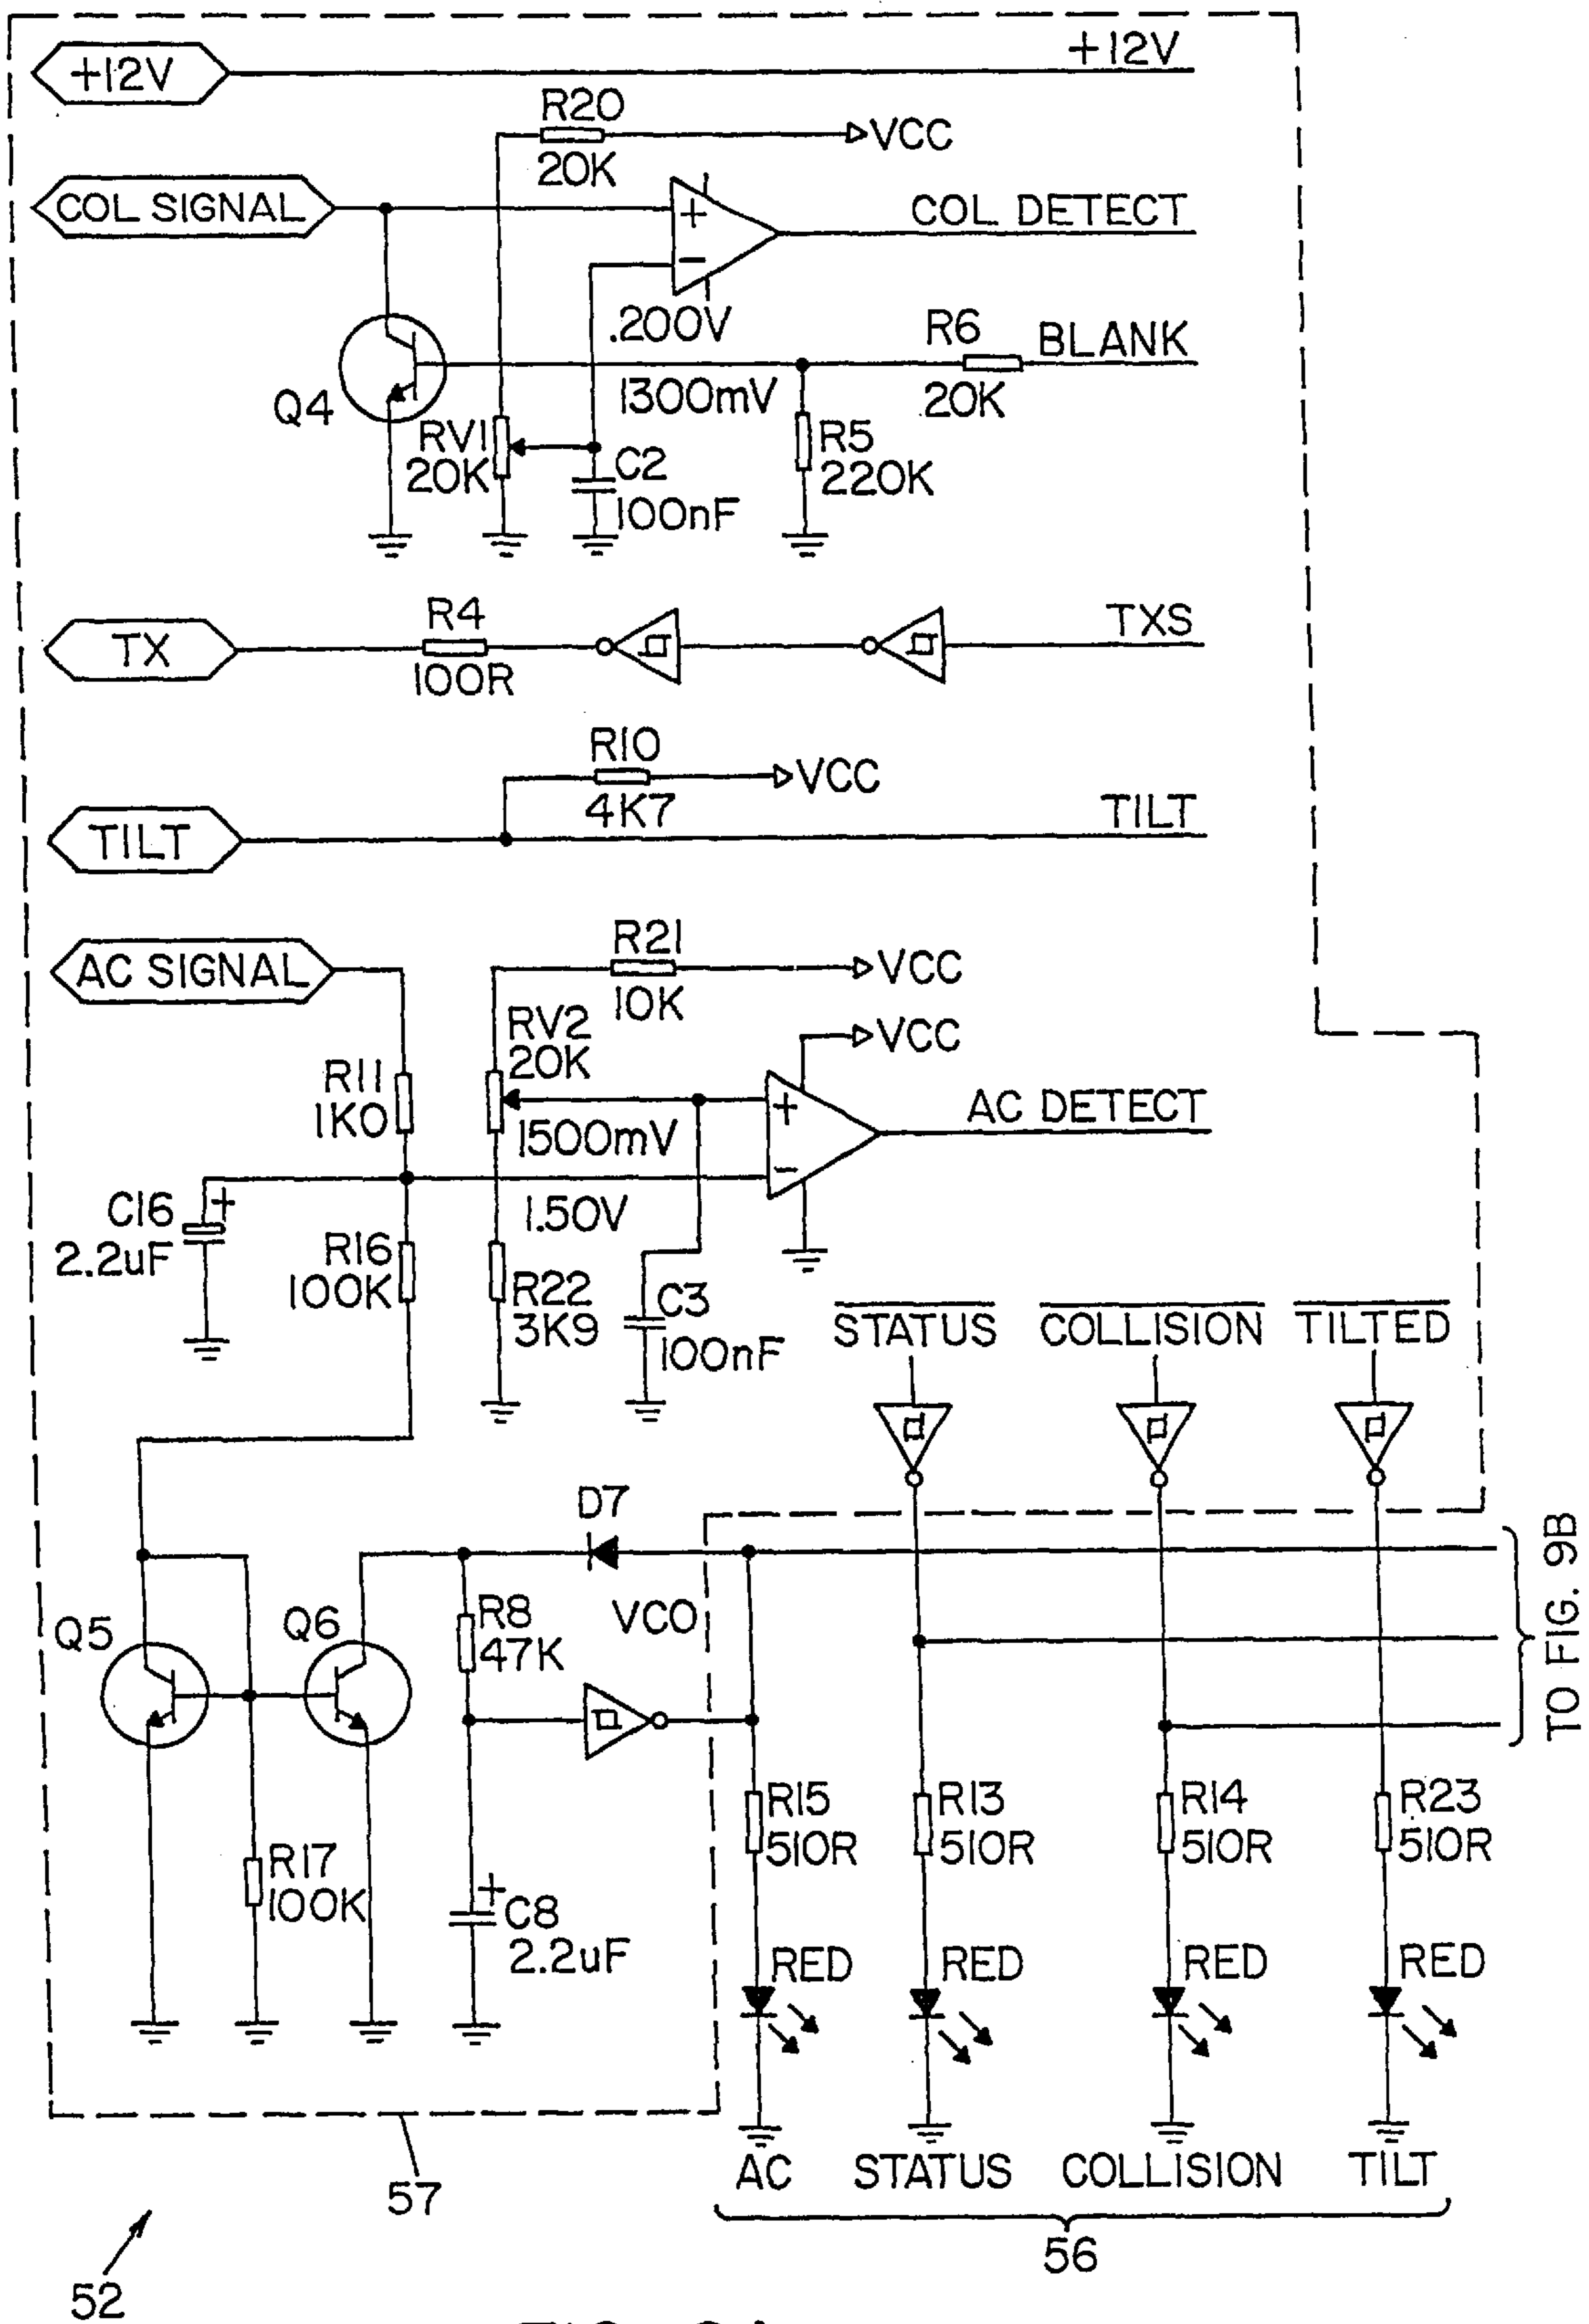 +12V +12V
R20
20K
VCC
COL SIGNAL
+
−
COL DETECT
.200V
R6
20K
BLANK
Q4
1300mV
RV1
20K
C2
100nF
R5
220K
TX
R4
100R
TXS
R10
4K7
VCC
TILT TILT
AC SIGNAL
R21
10K
VCC
RV2
20K
VCC
R11
1K0
+
−
1500mV
AC DETECT
1.50V
C16
2.2uF
+
R16
100K
R22
3K9
C3
100nF
STATUS COLLISION TILTED
D7
VCO
Q5
Q6
R8
47K
TO FIG. 9B
R17
100K
+
C8
2.2uF
R15
510R
R13
510R
R14
510R
R23
510R
RED RED RED RED
AC STATUS COLLISION TILT
57
56
52